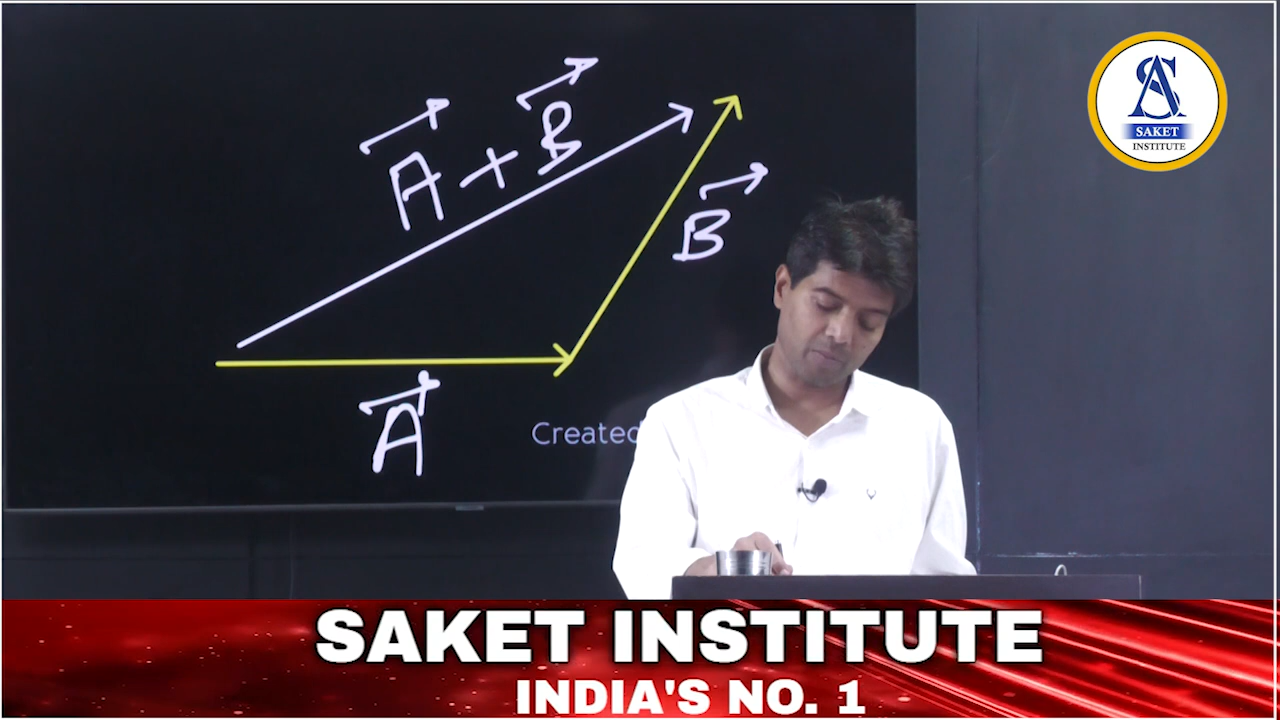 A⃗ + B⃗
B⃗
A⃗
Created
SA
SAKET
INSTITUTE
SAKET INSTITUTE
INDIA'S NO. 1